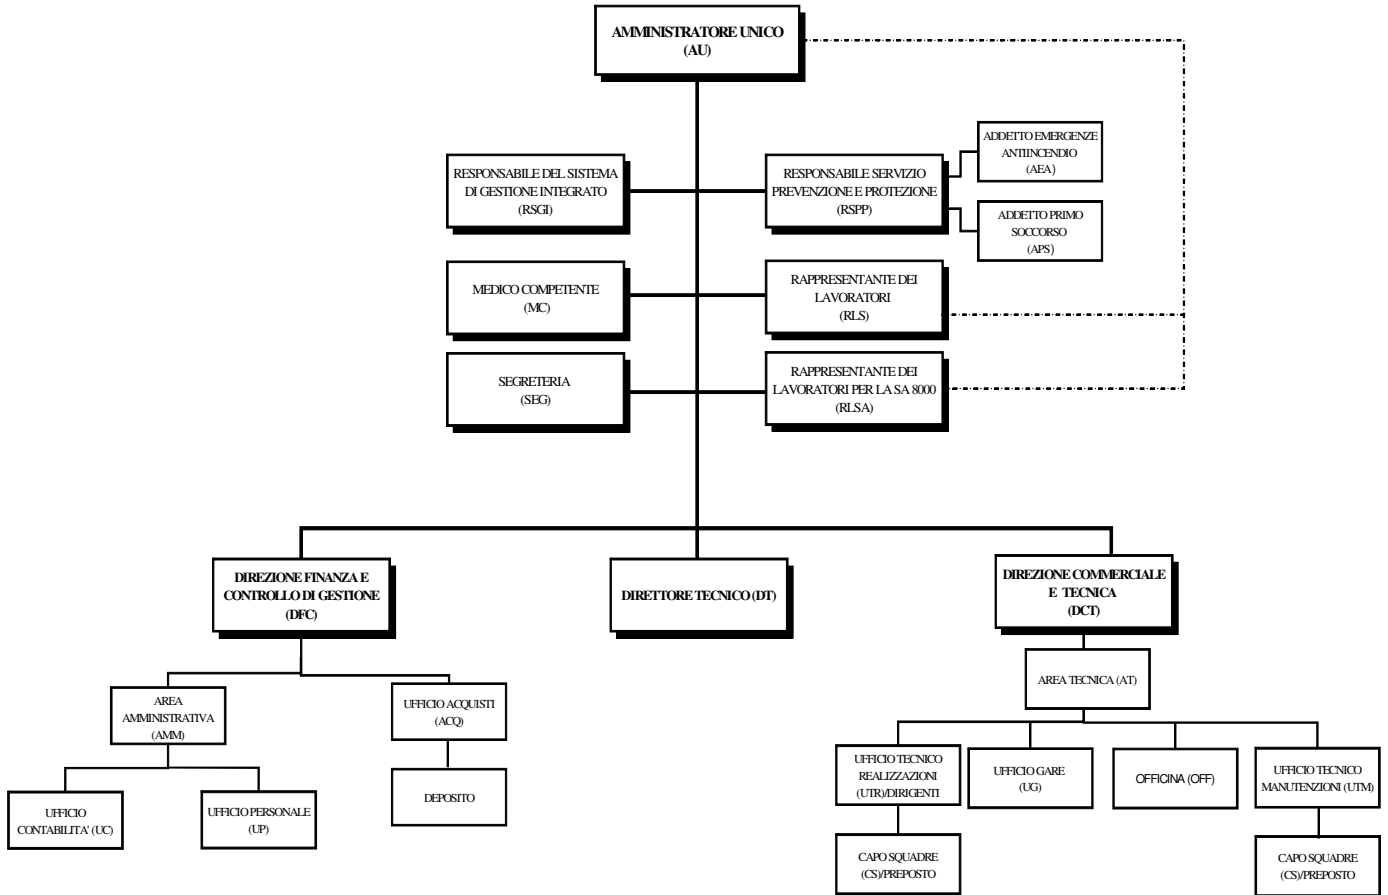 AMMINISTRATORE UNICO
(AU)
ADDETTO EMERGENZE
ANTIINCENDIO
(AEA)
RESPONSABILE DEL SISTEMA
DI GESTIONE INTEGRATO
(RSGI)
RESPONSABILE SERVIZIO
PREVENZIONE E PROTEZIONE
(RSPP)
ADDETTO PRIMO
SOCCORSO
(APS)
MEDICO COMPETENTE
(MC)
RAPPRESENTANTE DEI
LAVORATORI
(RLS)
SEGRETERIA
(SEG)
RAPPRESENTANTE DEI
LAVORATORI PER LA SA 8000
(RLSA)
DIREZIONE FINANZA E
CONTROLLO DI GESTIONE
(DFC)
DIRETTORE TECNICO (DT)
DIREZIONE COMMERCIALE
E TECNICA
(DCT)
AREA TECNICA (AT)
AREA
AMMINISTRATIVA
(AMM)
UFFICIO ACQUISTI
(ACQ)
UFFICIO TECNICO
REALIZZAZIONI
(UTR)/DIRIGENTI
UFFICIO GARE
(UG)
OFFICINA (OFF)
UFFICIO TECNICO
MANUTENZIONI (UTM)
UFFICIO
CONTABILITA' (UC)
UFFICIO PERSONALE
(UP)
DEPOSITO
CAPO SQUADRE
(CS)/PREPOSTO
CAPO SQUADRE
(CS)/PREPOSTO